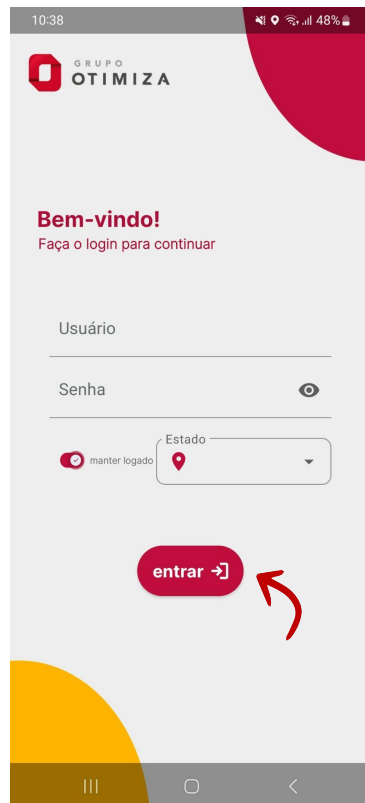 10:38
48%
GRUPO
OTIMIZA
Bem-vindo!
Faça o login para continuar
Usuário
Senha
Estado
manter logado
entrar